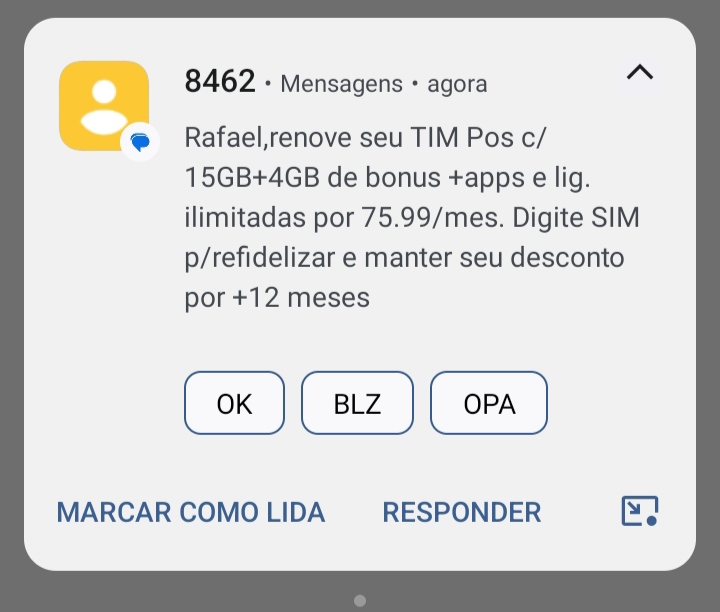 8462 • Mensagens • agora
Rafael,renove seu TIM Pos c/
15GB+4GB de bonus +apps e lig.
ilimitadas por 75.99/mes. Digite SIM
p/refidelizar e manter seu desconto
por +12 meses
OK BLZ OPA
MARCAR COMO LIDA RESPONDER